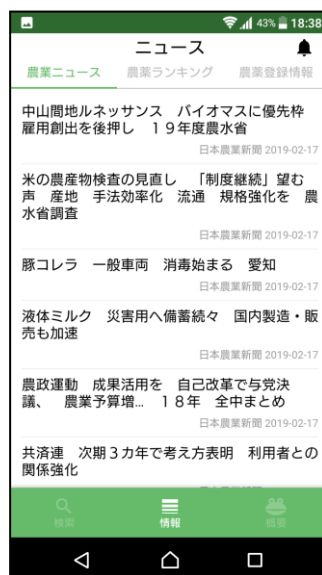 43% 18:38
ニュース
農業ニュース 農薬ランキング 農薬登録情報
中山間地ルネッサンス　バイオマスに優先枠
雇用創出を後押し　１９年度農水省
日本農業新聞 2019-02-17
米の農産物検査の見直し　「制度継続」望む
声　産地　手法効率化　流通　規格強化を　農
水省調査
日本農業新聞 2019-02-17
豚コレラ　一般車両　消毒始まる　愛知
日本農業新聞 2019-02-17
液体ミルク　災害用へ備蓄続々　国内製造・販
売も加速
日本農業新聞 2019-02-17
農政運動　成果活用を　自己改革で与党決
議、　農業予算増...　１８年　全中まとめ
日本農業新聞 2019-02-17
共済連　次期３カ年で考え方表明　利用者との
関係強化
検索 情報 概要